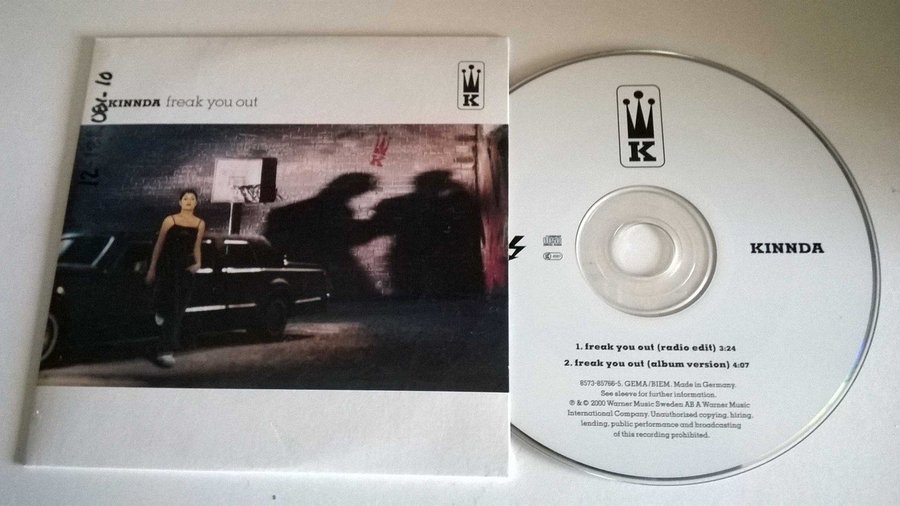 KINNDA freak you out
K
K
K
KINNDA
1. freak you out (radio edit) 3:24
2. freak you out (album version) 4:07
8573-85766-5. GEMA/BIEM. Made in Germany.
See sleeve for further information.
℗ & © 2000 Warner Music Sweden AB A Warner Music
International Company. Unauthorized copying, hiring,
lending, public performance and broadcasting
of this recording prohibited.